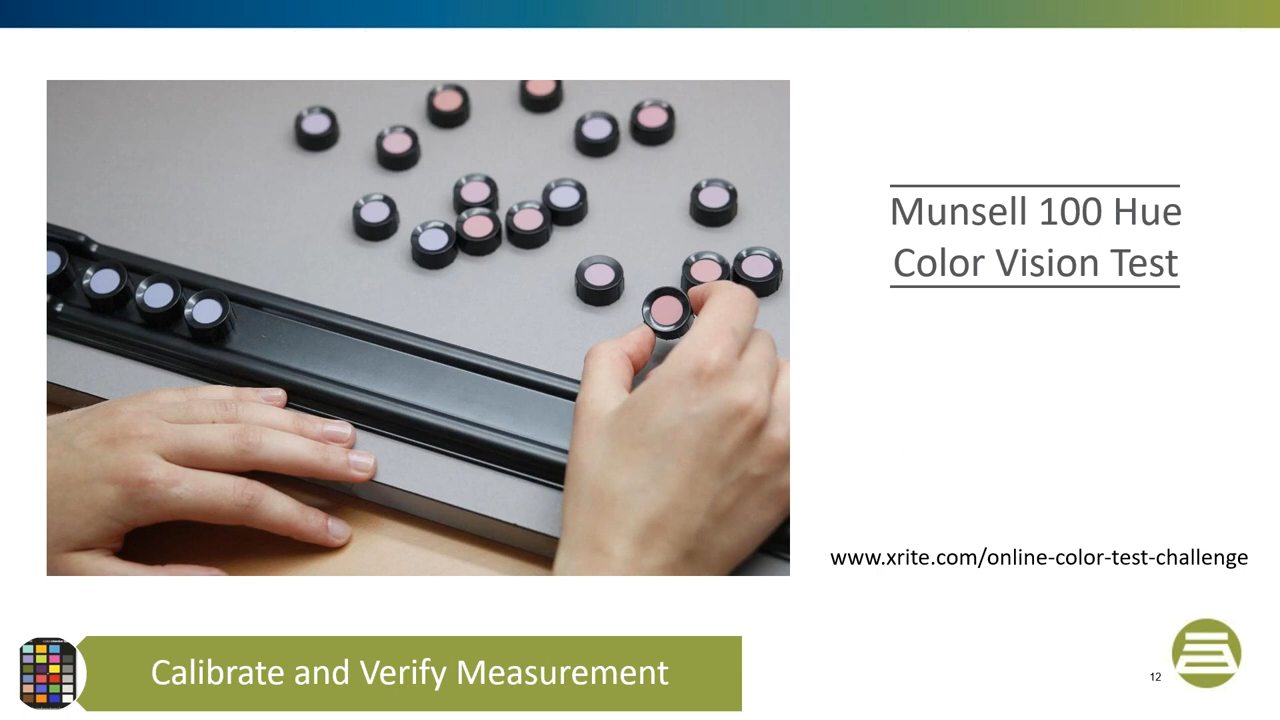 Munsell 100 Hue
Color Vision Test
www.xrite.com/online-color-test-challenge
Calibrate and Verify Measurement
12